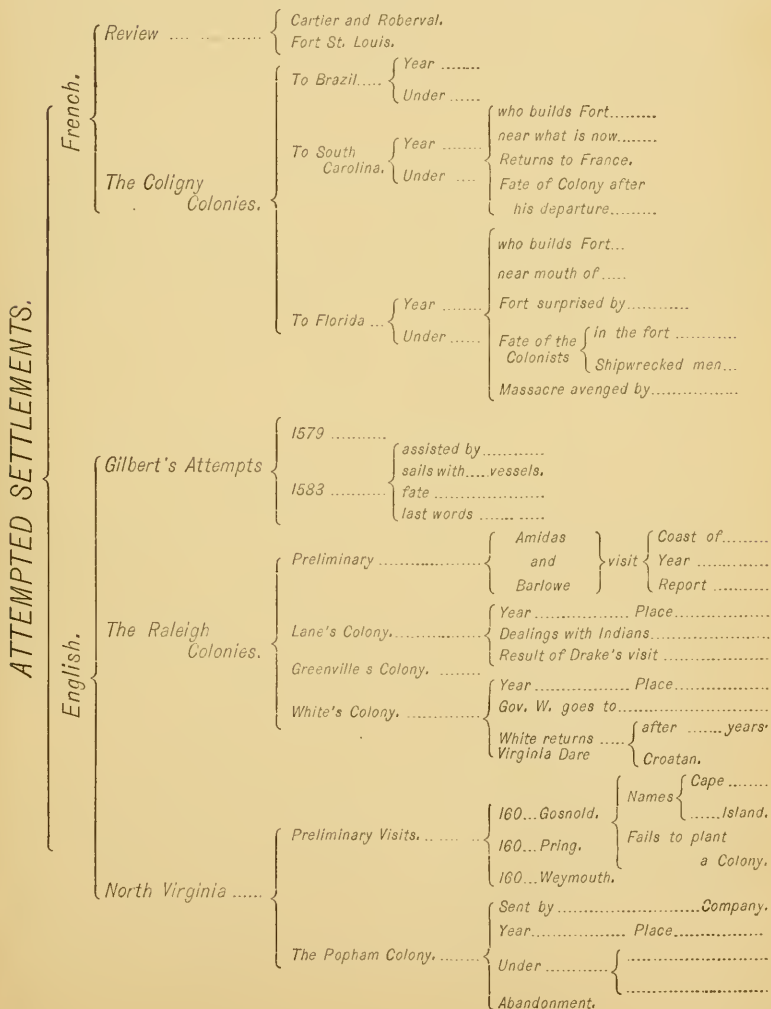 ATTEMPTED SETTLEMENTS.
French.
Review .... ... .............
Cartier and Roberval.
Fort St. Louis.
The Coligny
Colonies.
To Brazil.....
Year ........
Under ......
To South
Carolina.
Year ........
Under ....
who builds Fort.........
near what is now.......
Returns to France.
Fate of Colony after
his departure.........
To Florida ...
Year ........
Under ......
who builds Fort...
near mouth of .....
Fort surprised by............
Fate of the
Colonists
in the fort ............
Shipwrecked men...
Massacre avenged by.................
English.
Gilbert's Attempts
1579 ..........
1583 ..........
assisted by............
sails with....vessels.
fate .....................
last words ....... .....
The Raleigh
Colonies.
Preliminary ....................
Amidas
and
Barlowe
visit
Coast of........
Year ...........
Report ..........
Lane's Colony.......
Year .................. Place.................
Dealings with Indians.....................
Result of Drake's visit ....................
Greenville s Colony. ........
White's Colony. .....
Year .................. Place.................
Gov. W. goes to.............................
White returns .....
Virginia Dare
after .......years.
Croatan.
North Virginia ......
Preliminary Visits. .. ......
160...Gosnold.
Names
Cape ........
......Island.
Fails to plant
a Colony.
160...Pring.
160...Weymouth.
The Popham Colony. ........
Sent by ...........................Company.
Year................. Place.................
Under ............
Abandonment.